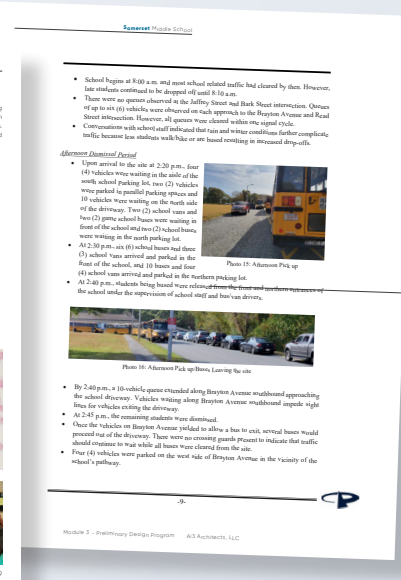 Somerset Middle School
• School begins at 8:00 a.m. and most school related traffic had cleared by then. However,
late students continued to be dropped off until 8:10 a.m.
• There were no queues observed at the Jaffrey Street and Bark Street intersection. Queues
of up to six (6) vehicles were observed on each approach to the Brayton Avenue and Read
Street intersection. However, all queues were cleared within one signal cycle.
• Conversations with school staff indicated that rain and winter conditions further complicate
traffic because less students walk/bike or are bused resulting in increased drop-offs.
Afternoon Dismissal Period
• Upon arrival to the site at 2:20 p.m., four
(4) vehicles were waiting in the aisle of the
south school parking lot, two (2) vehicles
were parked in parallel parking spaces and
10 vehicles were waiting on the north side
of the driveway. Two (2) school vans and
two (2) game school buses were waiting in
front of the school and two (2) school buses
were waiting in the north parking lot.
• At 2:30 p.m., six (6) school buses and three
(3) school vans arrived and parked in the
front of the school, and 10 buses and four
(4) school vans arrived and parked in the northern parking lot.
Photo 15: Afternoon Pick up
• At 2:40 p.m., students being bused were released from the front and northern entrances of
the school under the supervision of school staff and bus/van drivers.
Photo 16: Afternoon Pick up/Buses Leaving the site
• By 2:40 p.m., a 10-vehicle queue extended along Brayton Avenue southbound approaching
the school driveway. Vehicles waiting along Brayton Avenue southbound impede sight
lines for vehicles exiting the driveway.
• At 2:45 p.m., the remaining students were dismissed.
• Once the vehicles on Brayton Avenue yielded to allow a bus to exit, several buses would
proceed out of the driveway. There were no crossing guards present to indicate that traffic
should continue to wait while all buses were cleared from the site.
• Four (4) vehicles were parked on the west side of Brayton Avenue in the vicinity of the
school's pathway.
-9-
Module 3 – Preliminary Design Program Ai3 Architects, LLC